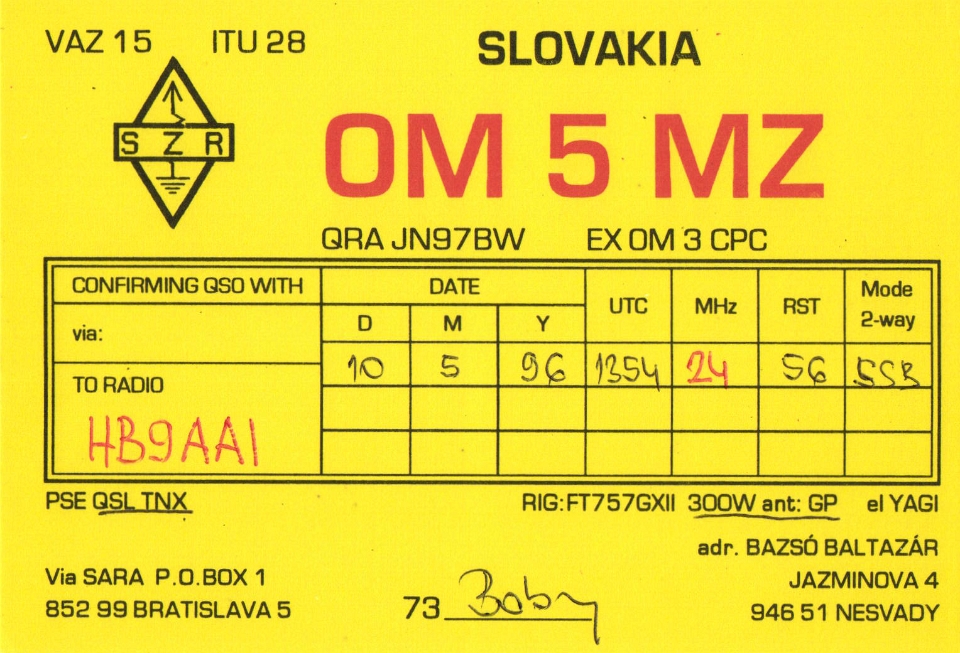 VAZ 15 ITU 28
SLOVAKIA
S Z R
OM 5 MZ
QRA JN97BW EX OM 3 CPC
CONFIRMING QSO WITH DATE UTC MHz RST Mode 2-way
via: D M Y
10 5 96 1354 24 56 SSB
TO RADIO
HB9AAI
PSE QSL TNX RIG:FT757GXII 300W ant: GP el YAGI
adr. BAZSÓ BALTAZÁR
Via SARA P.O.BOX 1 JAZMINOVA 4
852 99 BRATISLAVA 5 73 Boby 946 51 NESVADY